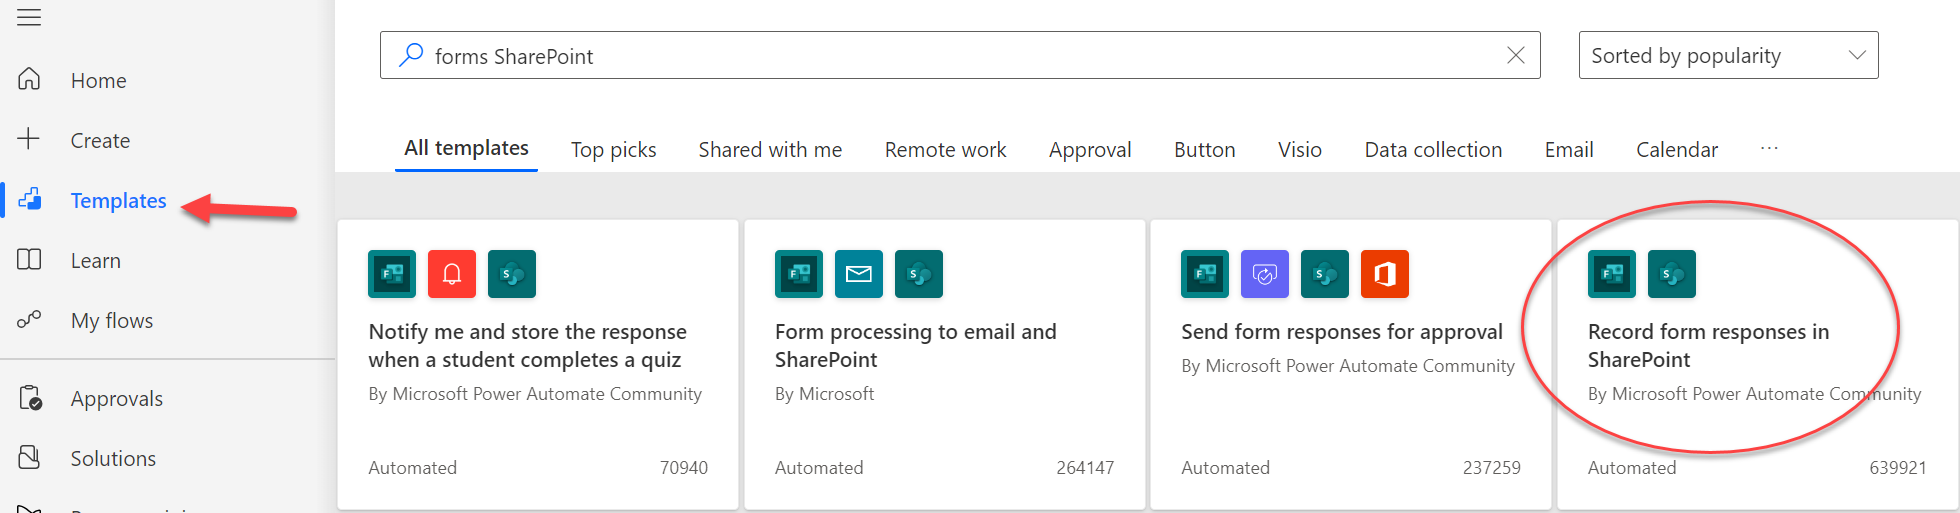 Home
Create
Templates
Learn
My flows
Approvals
Solutions
forms SharePoint
Sorted by popularity
All templates Top picks Shared with me Remote work Approval Button Visio Data collection Email Calendar ...
Notify me and store the response
when a student completes a quiz
By Microsoft Power Automate Community
Automated 70940
Form processing to email and
SharePoint
By Microsoft
Automated 264147
Send form responses for approval
By Microsoft Power Automate Community
Automated 237259
Record form responses in
SharePoint
By Microsoft Power Automate Community
Automated 639921